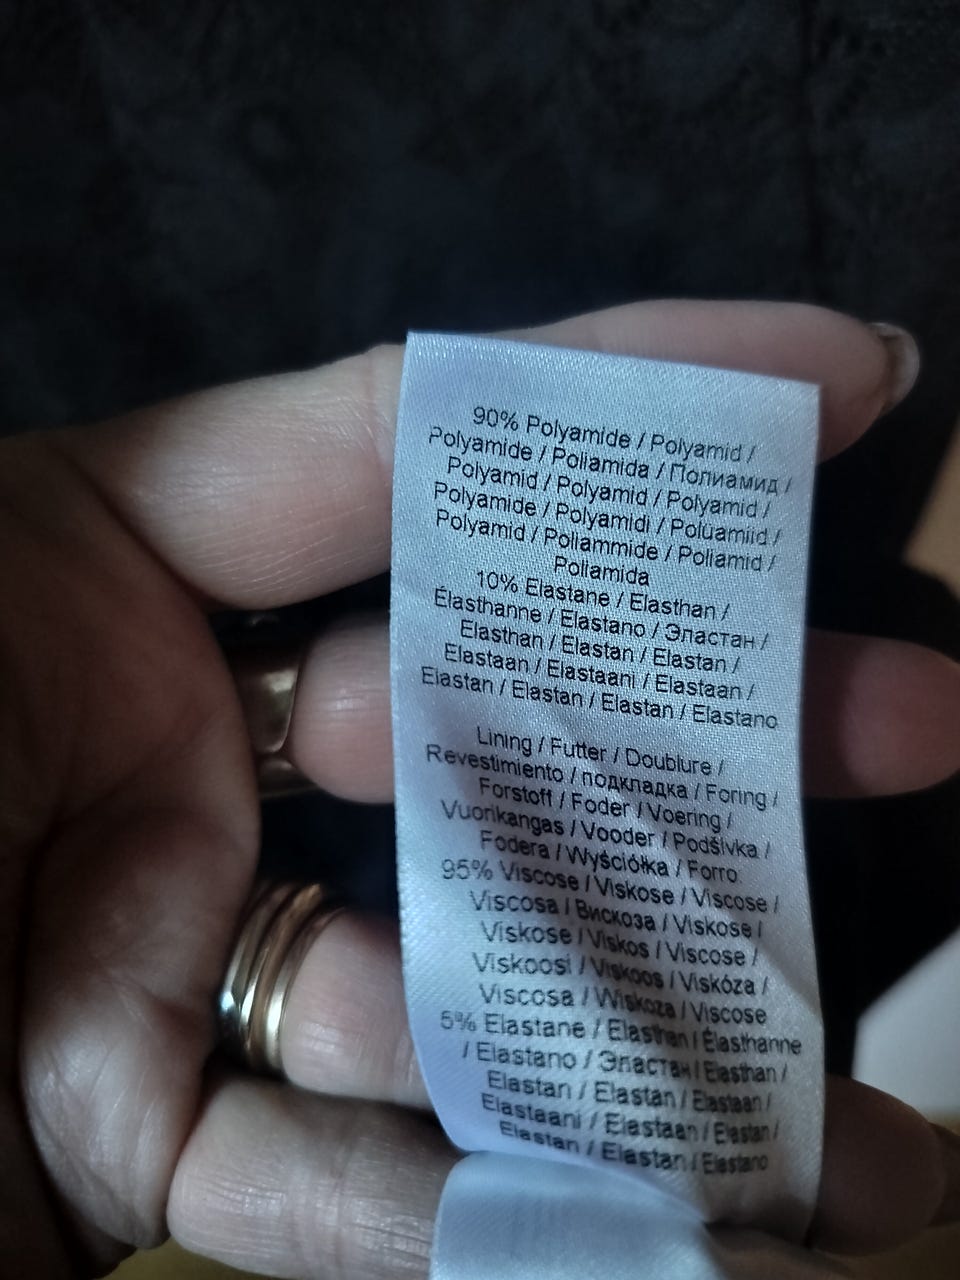 90% Polyamide / Polyamid /
Polyamide / Poliamida / Полиамид /
Polyamid / Polyamid / Polyamid /
Polyamide / Polyamidi / Polüamiid /
Polyamid / Poliammide / Poliamid /
Poliamida
10% Elastane / Elasthan /
Élasthanne / Elastano / Эластан /
Elasthan / Elastan / Elastan /
Elastaan / Elastaani / Elastaan /
Elastan / Elastan / Elastan / Elastano
Lining / Futter / Doublure /
Revestimiento / подкладка / Foring /
Forstoff / Foder / Voering /
Vuorikangas / Vooder / Podšívka /
Fodera / Wyściółka / Forro
95% Viscose / Viskose / Viscose /
Viscosa / Вискоза / Viskose /
Viskose / Viskos / Viscose /
Viskoosi / Viskoos / Viskóza /
Viscosa / Wiskoza / Viscose
5% Elastane / Elasthan / Élasthanne
/ Elastano / Эластан / Elasthan /
Elastan / Elastan / Elastaan /
Elastaani / Elastaan / Elastan /
Elastan / Elastan / Elastano